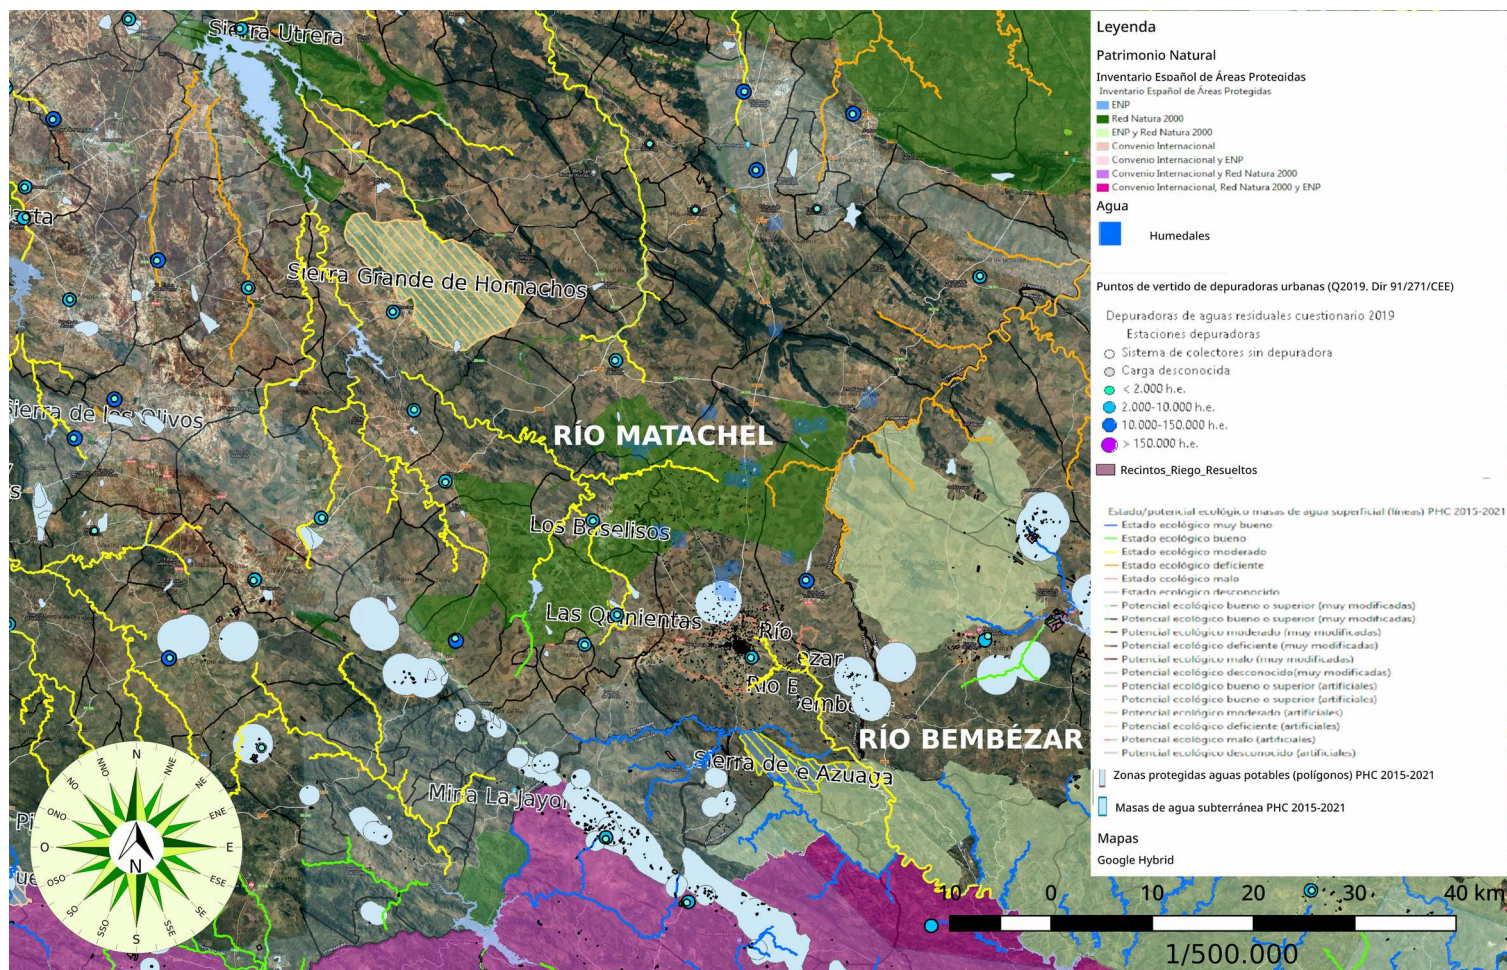 Sierra Utrera
Sierra Grande de Hornachos
Sierra de los Olivos
RÍO MATACHEL
Los Baselisos
Las Quinientas
Río
ezar
Río E
embe
RÍO BEMBÉZAR
Sierra de
e Azuaga
Mina La Jayo
N
NNE
NE
ENE
E
ESE
SE
SSE
S
SSO
SO
OSO
O
ONO
NO
NNO
N
Leyenda
Patrimonio Natural
Inventario Español de Áreas Protegidas
Inventario Español de Áreas Protegidas
ENP
Red Natura 2000
ENP y Red Natura 2000
Convenio Internacional
Convenio Internacional y ENP
Convenio Internacional y Red Natura 2000
Convenio Internacional, Red Natura 2000 y ENP
Agua
Humedales
Puntos de vertido de depuradoras urbanas (Q2019. Dir 91/271/CEE)
Depuradoras de aguas residuales cuestionario 2019
Estaciones depuradoras
Sistema de colectores sin depuradora
Carga desconocida
< 2.000 h.e.
2.000-10.000 h.e.
10.000-150.000 h.e.
> 150.000 h.e.
Recintos_Riego_Resueltos
Estado/potencial ecológico masas de agua superficial (líneas) PHC 2015-2021
Estado ecológico muy bueno
Estado ecológico bueno
Estado ecológico moderado
Estado ecológico deficiente
Estado ecológico malo
Estado ecológico desconocido
Potencial ecológico bueno o superior (muy modificadas)
Potencial ecológico bueno o superior (muy modificadas)
Potencial ecológico moderado (muy modificadas)
Potencial ecológico deficiente (muy modificadas)
Potencial ecológico malo (muy modificadas)
Potencial ecológico desconocido(muy modificadas)
Potencial ecológico bueno o superior (artificiales)
Potencial ecológico bueno o superior (artificiales)
Potencial ecológico moderado (artificiales)
Potencial ecológico deficiente (artificiales)
Potencial ecológico malo (artificiales)
Potencial ecológico desconocido (artificiales)
Zonas protegidas aguas potables (polígonos) PHC 2015-2021
Masas de agua subterránea PHC 2015-2021
Mapas
Google Hybrid
10 0 10 20 30 40 km
1/500.000